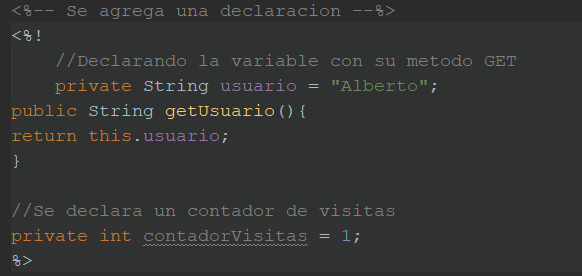 <%-- Se agrega una declaracion --%>
<%!
//Declarando la variable con su metodo GET
private String usuario = "Alberto";
public String getUsuario(){
return this.usuario;
}
//Se declara un contador de visitas
private int contadorVisitas = 1;
%>